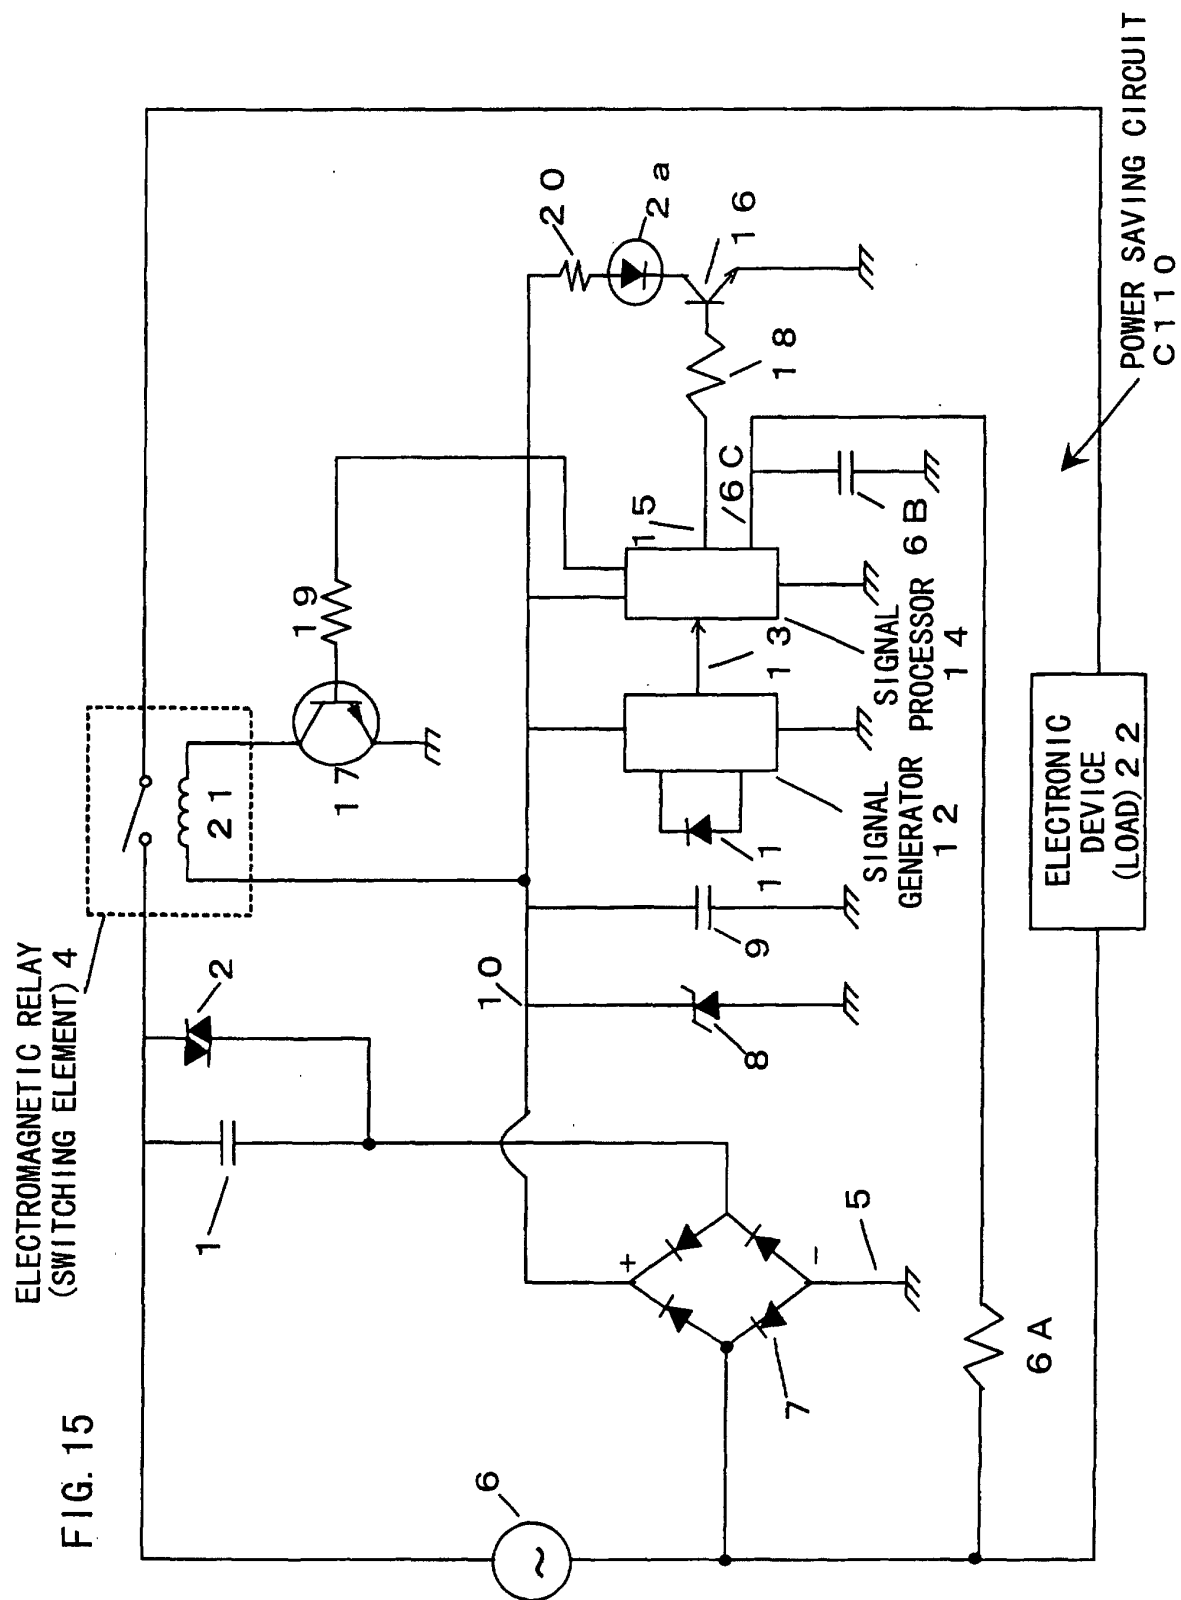 FIG. 15
ELECTROMAGNETIC RELAY
(SWITCHING ELEMENT) 4
1
2
21
17
19
6
7
+
−
5
10
8
9
11
SIGNAL
GENERATOR
12
13
SIGNAL
PROCESSOR
14
15
6C
6B
18
16
20
2a
6A
ELECTRONIC
DEVICE
(LOAD) 22
POWER SAVING CIRCUIT
C110
~